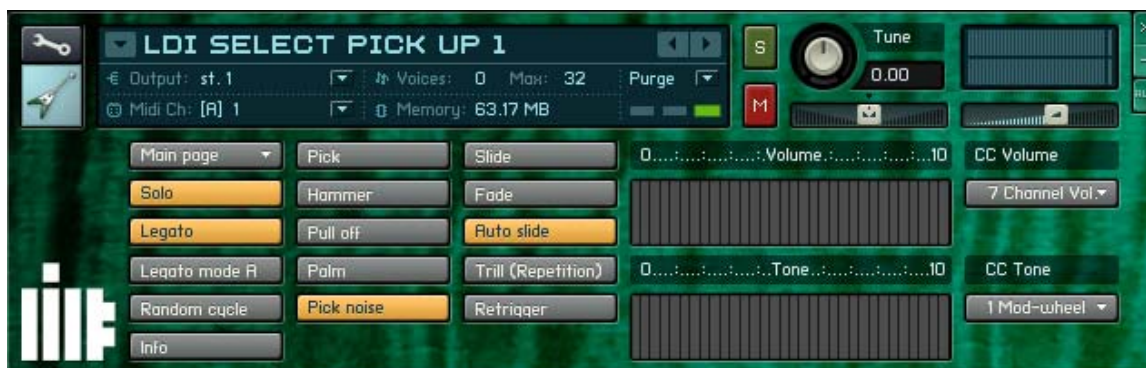 LDI SELECT PICK UP 1
S
Tune
Output: st. 1
Voices: 0 Max: 32
Purge
0.00
Midi Ch: [A] 1
Memory: 63.17 MB
M
Main page
Pick
Slide
0....:....:....:....:.Volume.:....:....:....:...10
CC Volume
Solo
Hammer
Fade
7 Channel Vol.
Legato
Pull off
Auto slide
Legato mode A
Palm
Trill (Repetition)
0....:....:....:....:..Tone..:....:....:....:....10
CC Tone
Random cycle
Pick noise
Retrigger
1 Mod-wheel
Info